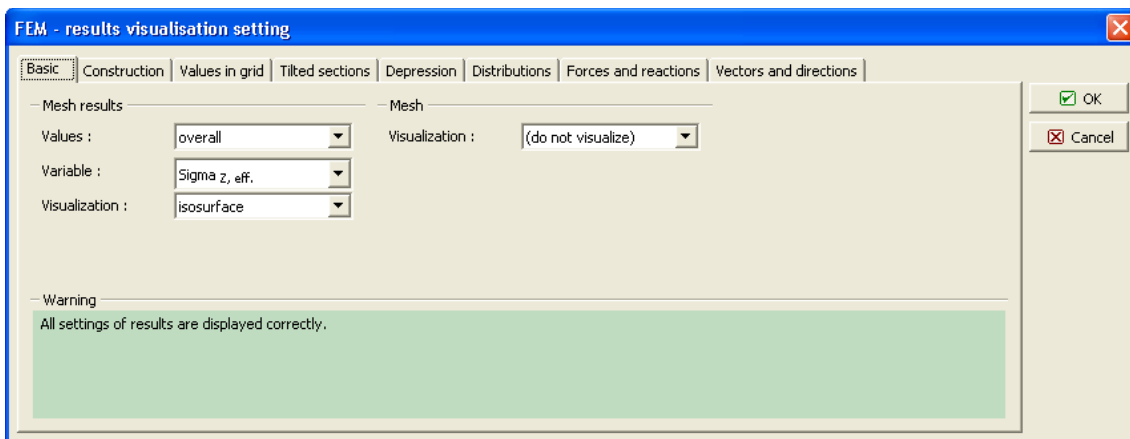 FEM - results visualisation setting
Basic Construction Values in grid Tilted sections Depression Distributions Forces and reactions Vectors and directions
Mesh results
Values : overall
Variable : Sigma z, eff.
Visualization : isosurface
Mesh
Visualization : (do not visualize)
OK
Cancel
Warning
All settings of results are displayed correctly.